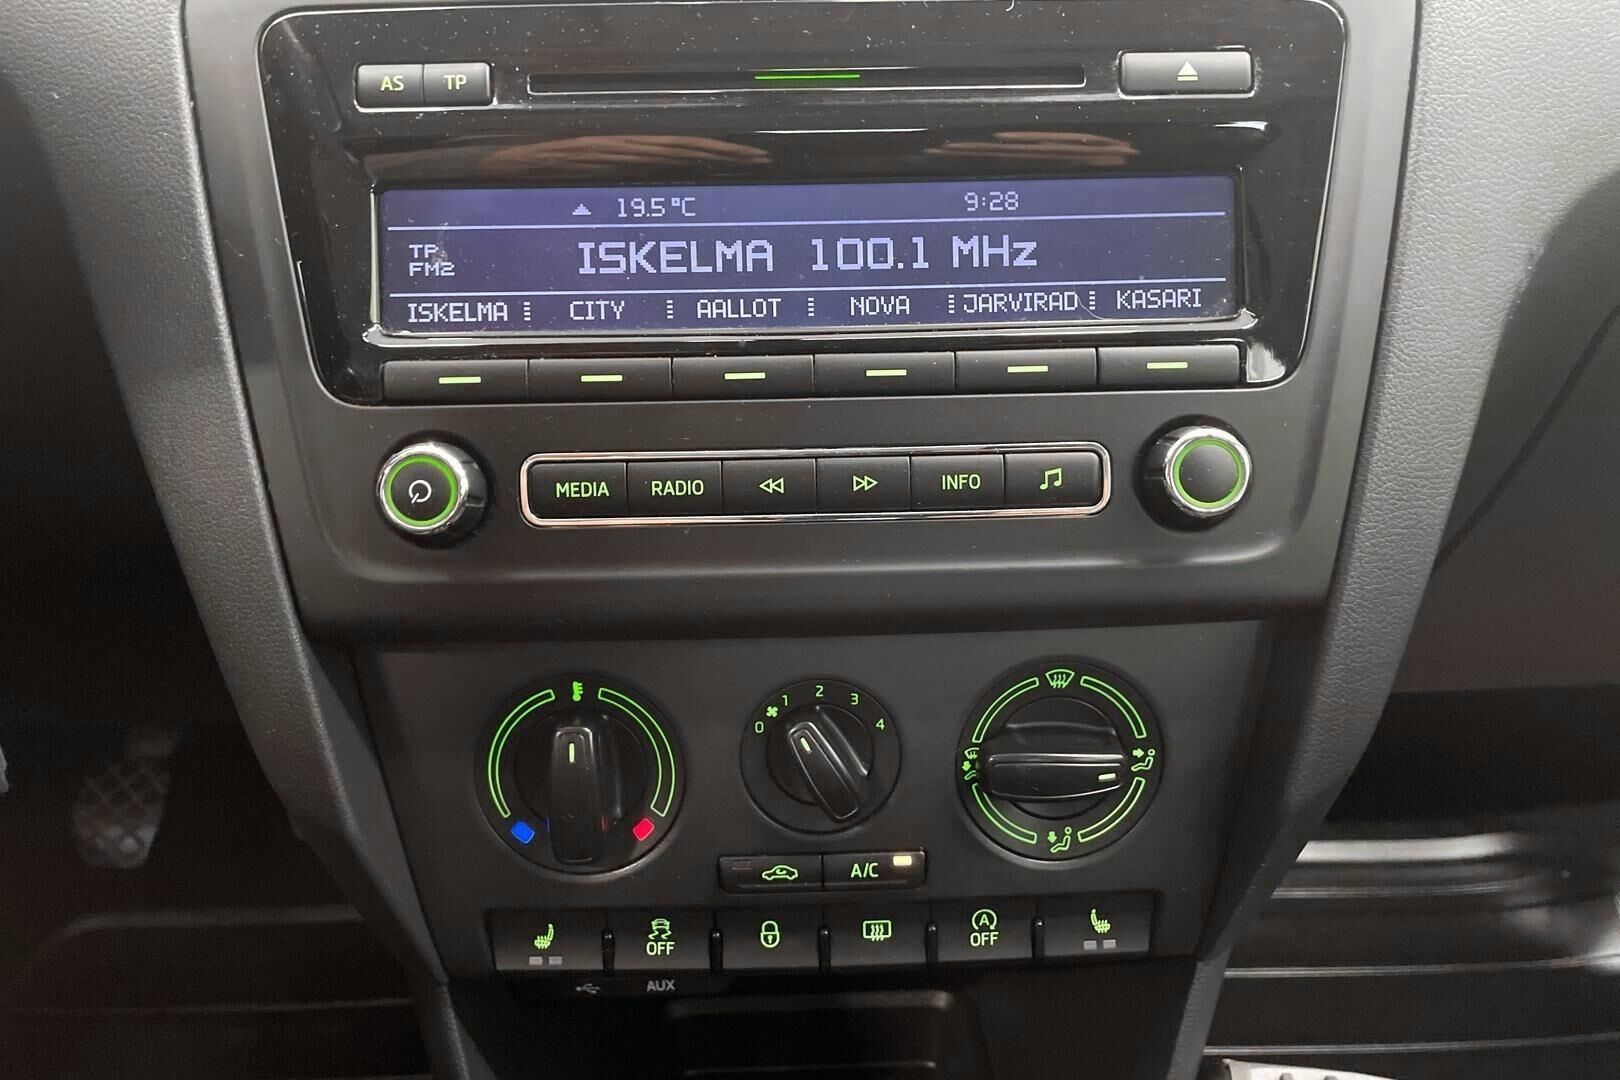 AS TP
19.5 °C 9:28
TP
FM2
ISKELMA 100.1 MHz
ISKELMA CITY AALLOT NOVA JARVIRAD KASARI
MEDIA RADIO INFO
0 1 2 3 4
A/C
OFF A OFF
AUX